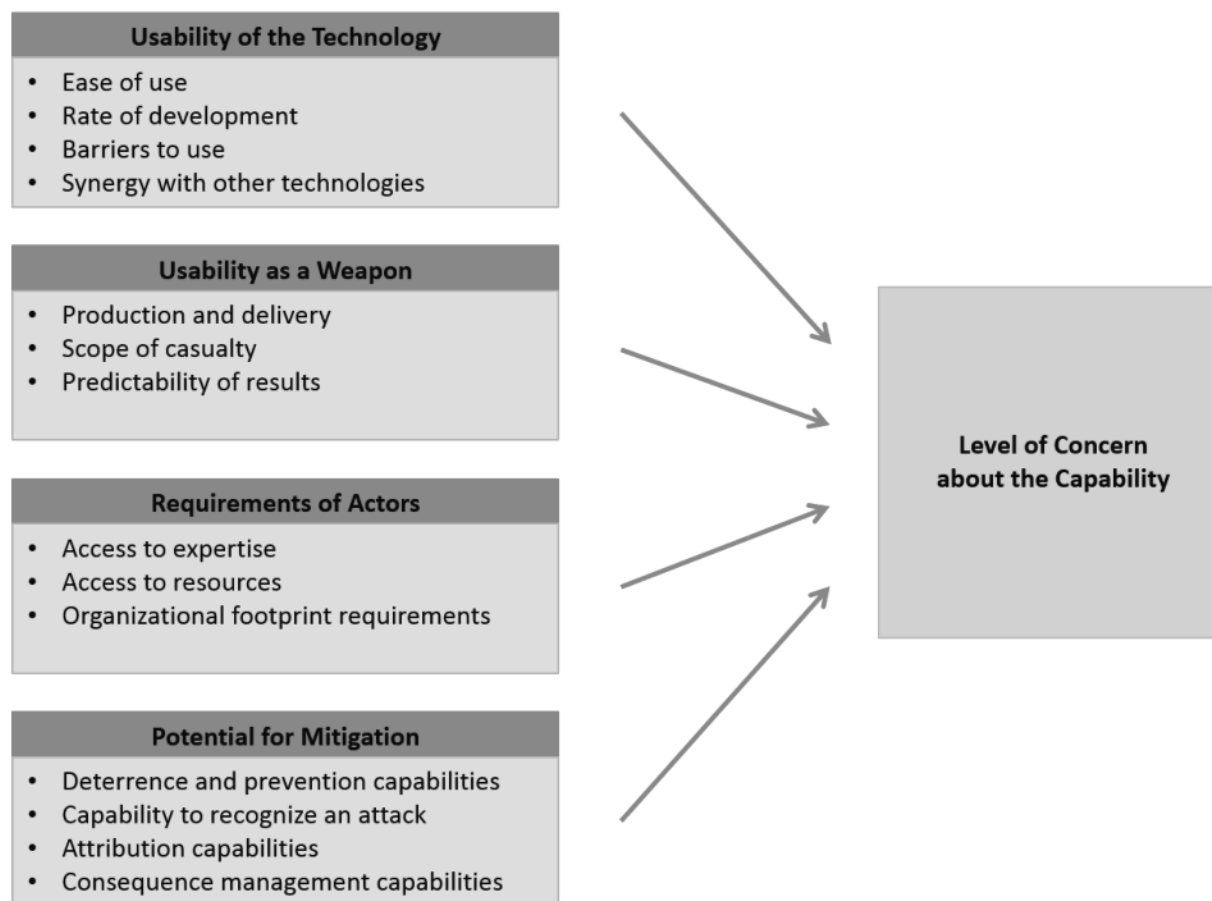 Usability of the Technology
• Ease of use
• Rate of development
• Barriers to use
• Synergy with other technologies
Usability as a Weapon
• Production and delivery
• Scope of casualty
• Predictability of results
Requirements of Actors
• Access to expertise
• Access to resources
• Organizational footprint requirements
Potential for Mitigation
• Deterrence and prevention capabilities
• Capability to recognize an attack
• Attribution capabilities
• Consequence management capabilities
Level of Concern
about the Capability